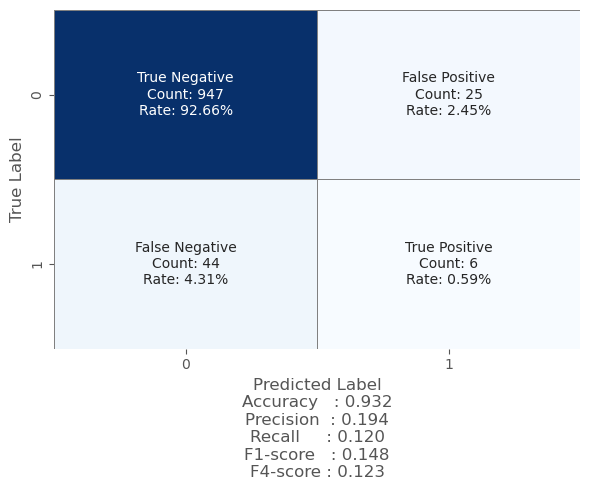 True Negative
Count: 947
Rate: 92.66%
False Positive
Count: 25
Rate: 2.45%
0
True Label
False Negative
Count: 44
Rate: 4.31%
True Positive
Count: 6
Rate: 0.59%
1
0
1
Predicted Label
Accuracy : 0.932
Precision : 0.194
Recall : 0.120
F1-score : 0.148
F4-score : 0.123